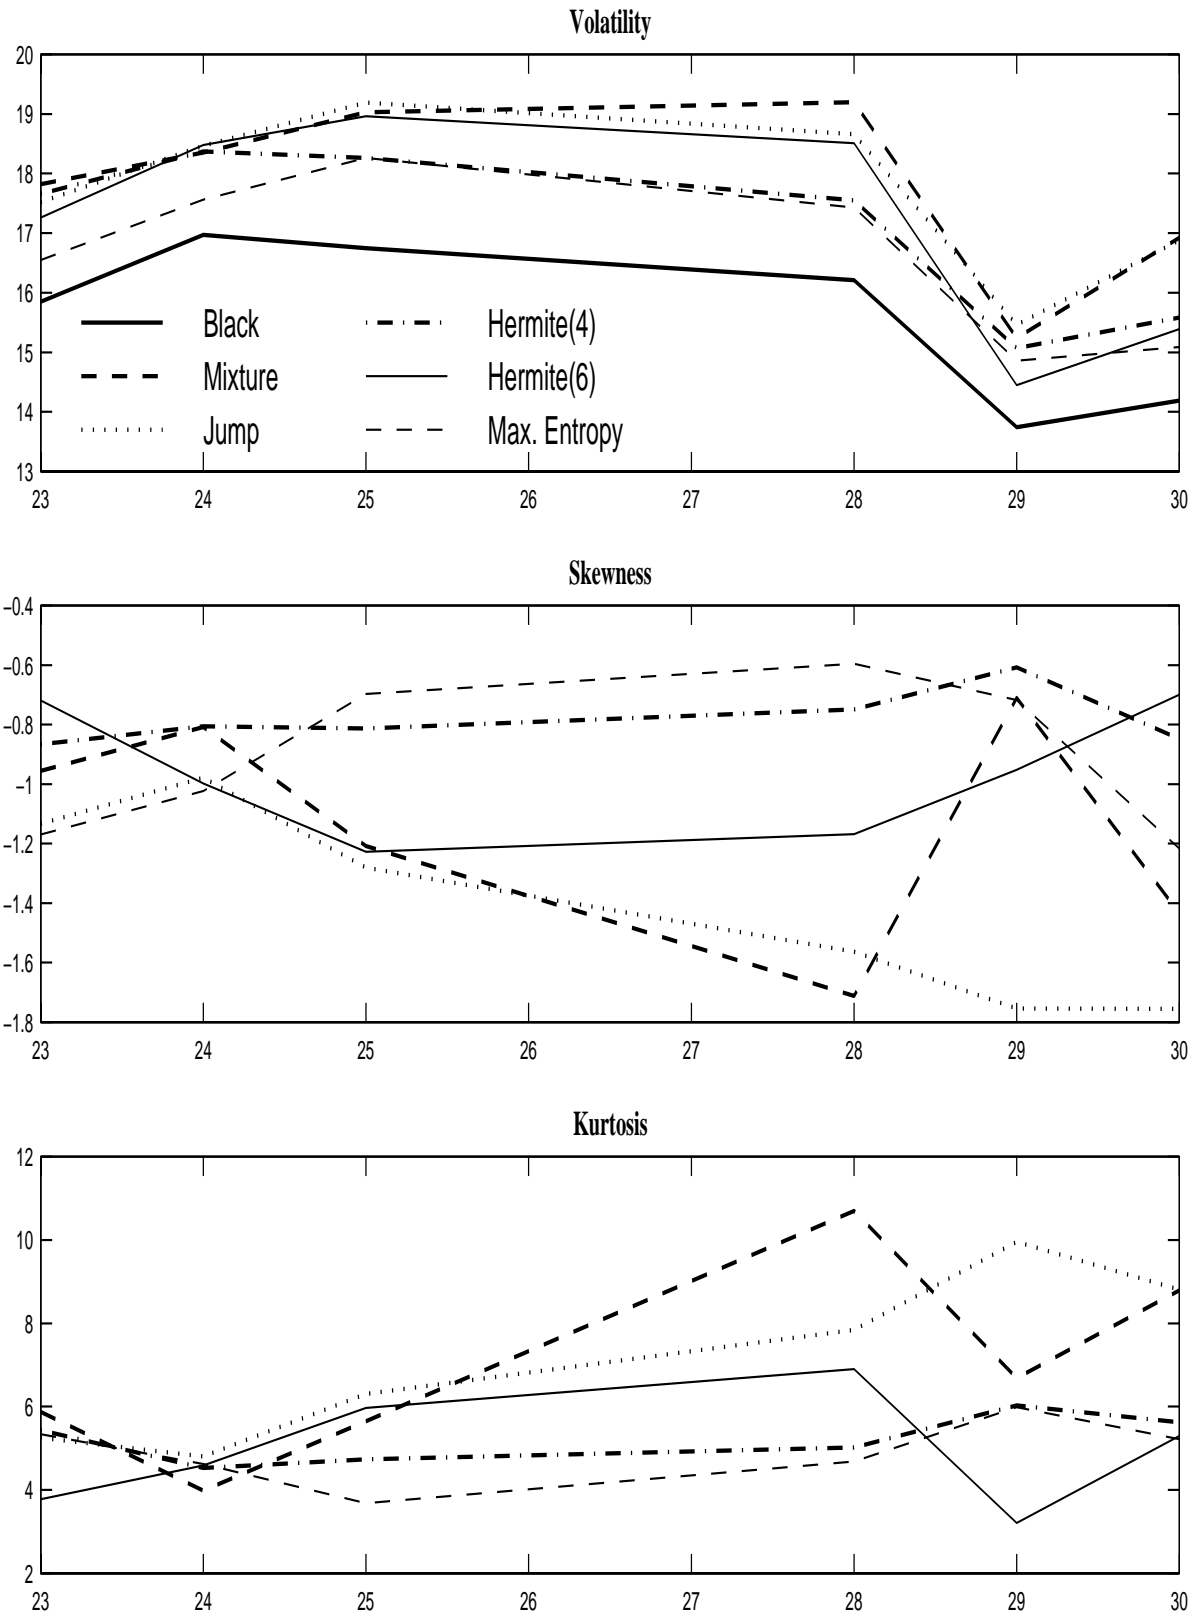 Volatility
20
19
18
17
16
15
14
13
Black
Hermite(4)
Mixture
Hermite(6)
Jump
Max. Entropy
23 24 25 26 27 28 29 30
Skewness
−0.4
−0.6
−0.8
−1
−1.2
−1.4
−1.6
−1.8
23 24 25 26 27 28 29 30
Kurtosis
12
10
8
6
4
2
23 24 25 26 27 28 29 30